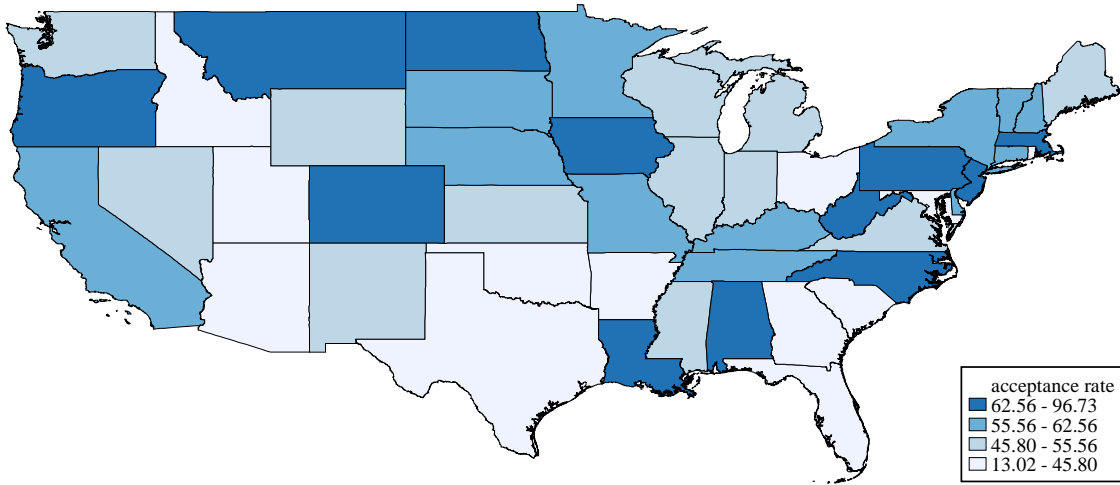 acceptance rate
62.56 - 96.73
55.56 - 62.56
45.80 - 55.56
13.02 - 45.80